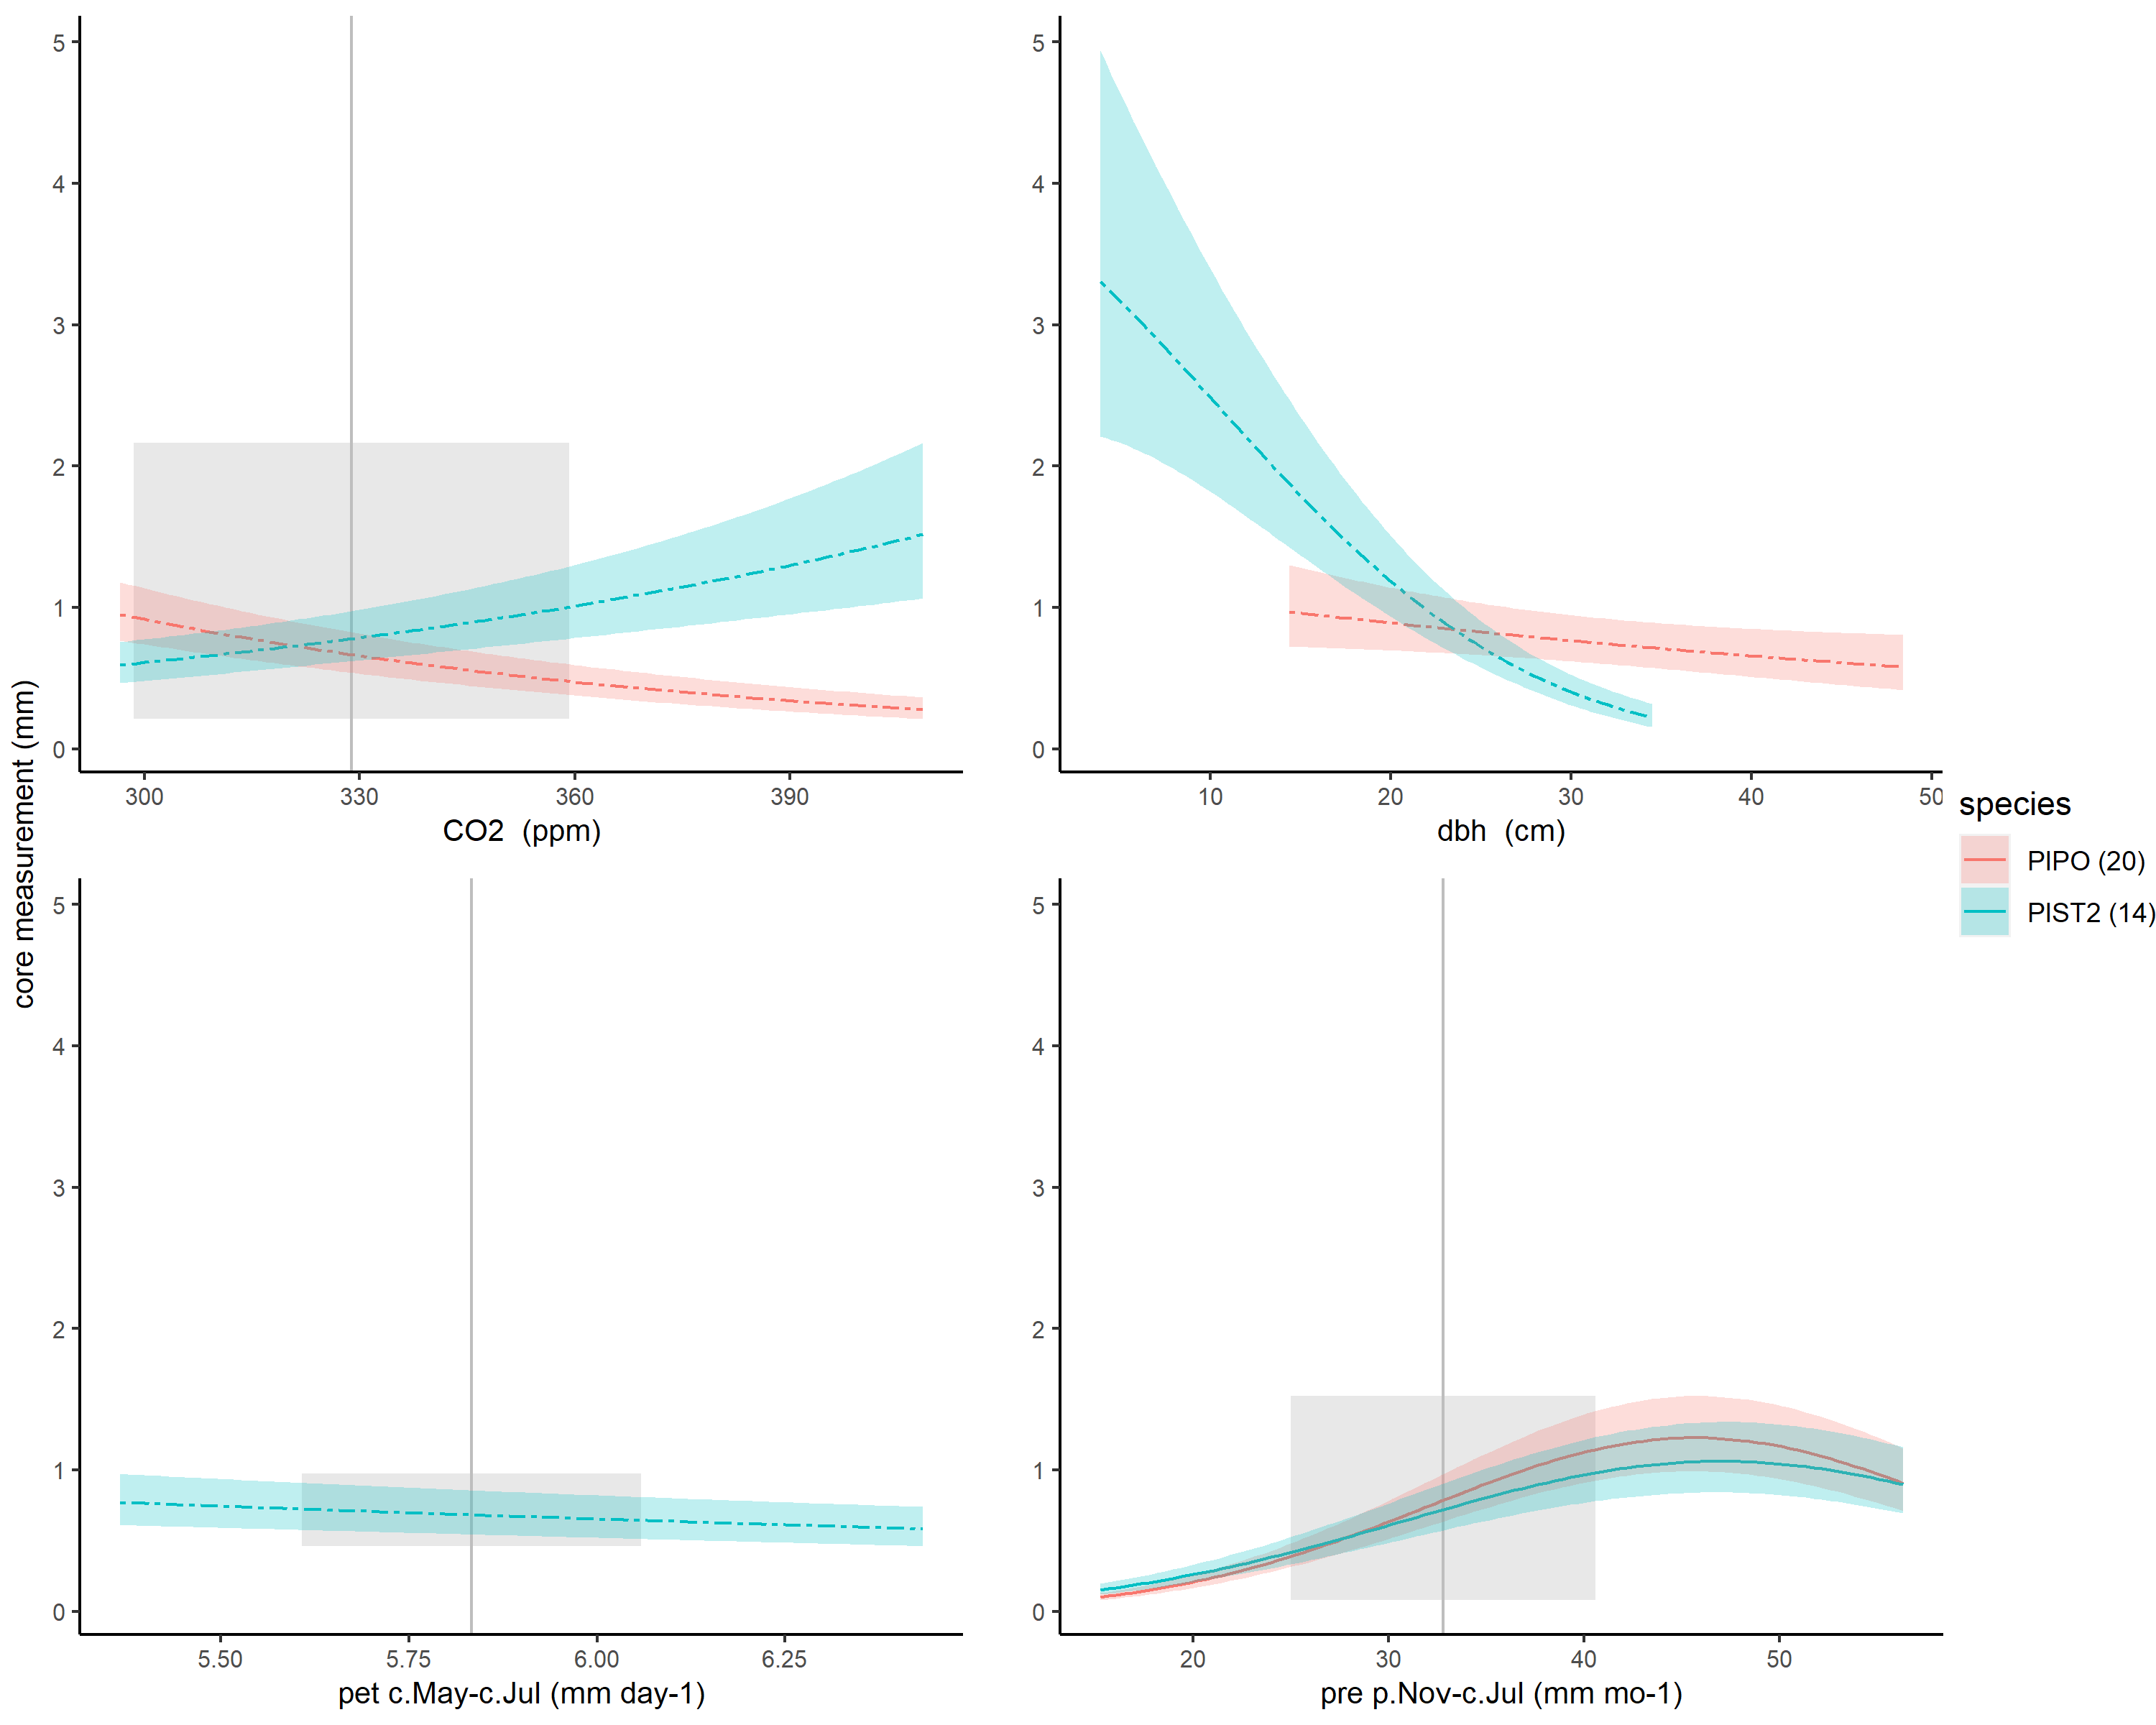 core measurement (mm)
5
4
3
2
1
0
300 330 360 390
CO2 (ppm)
5
4
3
2
1
0
10 20 30 40 50
dbh (cm)
5
4
3
2
1
0
5.50 5.75 6.00 6.25
pet c.May-c.Jul (mm day-1)
5
4
3
2
1
0
20 30 40 50
pre p.Nov-c.Jul (mm mo-1)
species
PIPO (20)
PIST2 (14)